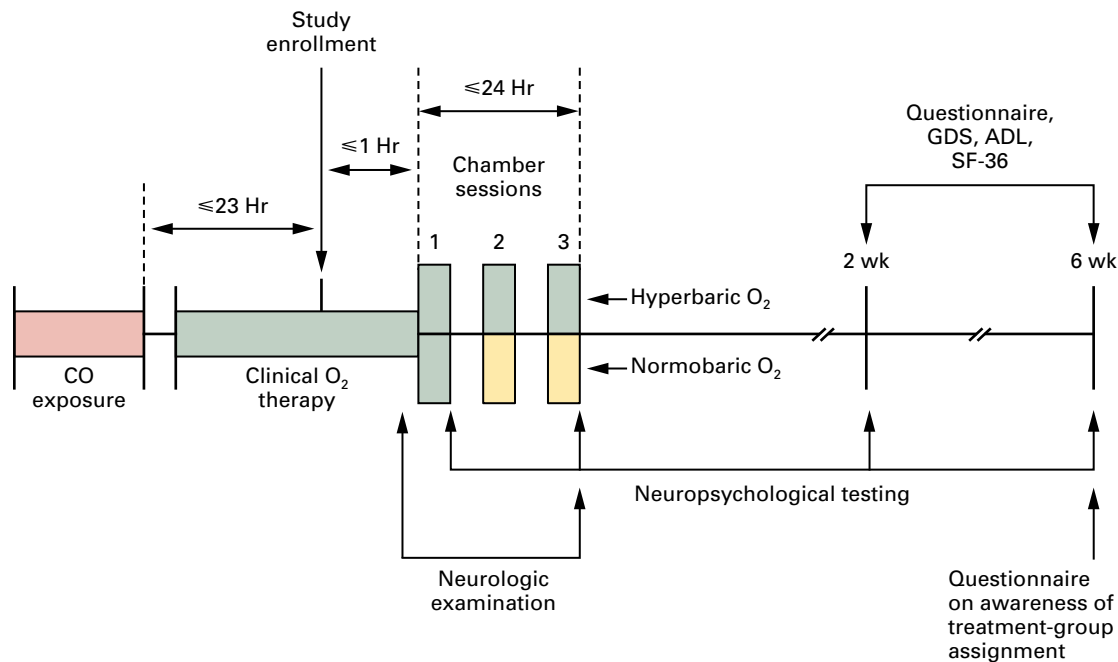 Study
enrollment
≤24 Hr
≤1 Hr
Chamber
sessions
Questionnaire,
GDS, ADL,
SF-36
≤23 Hr
1
2
3
2 wk
6 wk
Hyperbaric O₂
Normobaric O₂
CO
exposure
Clinical O₂
therapy
Neuropsychological testing
Neurologic
examination
Questionnaire
on awareness of
treatment-group
assignment